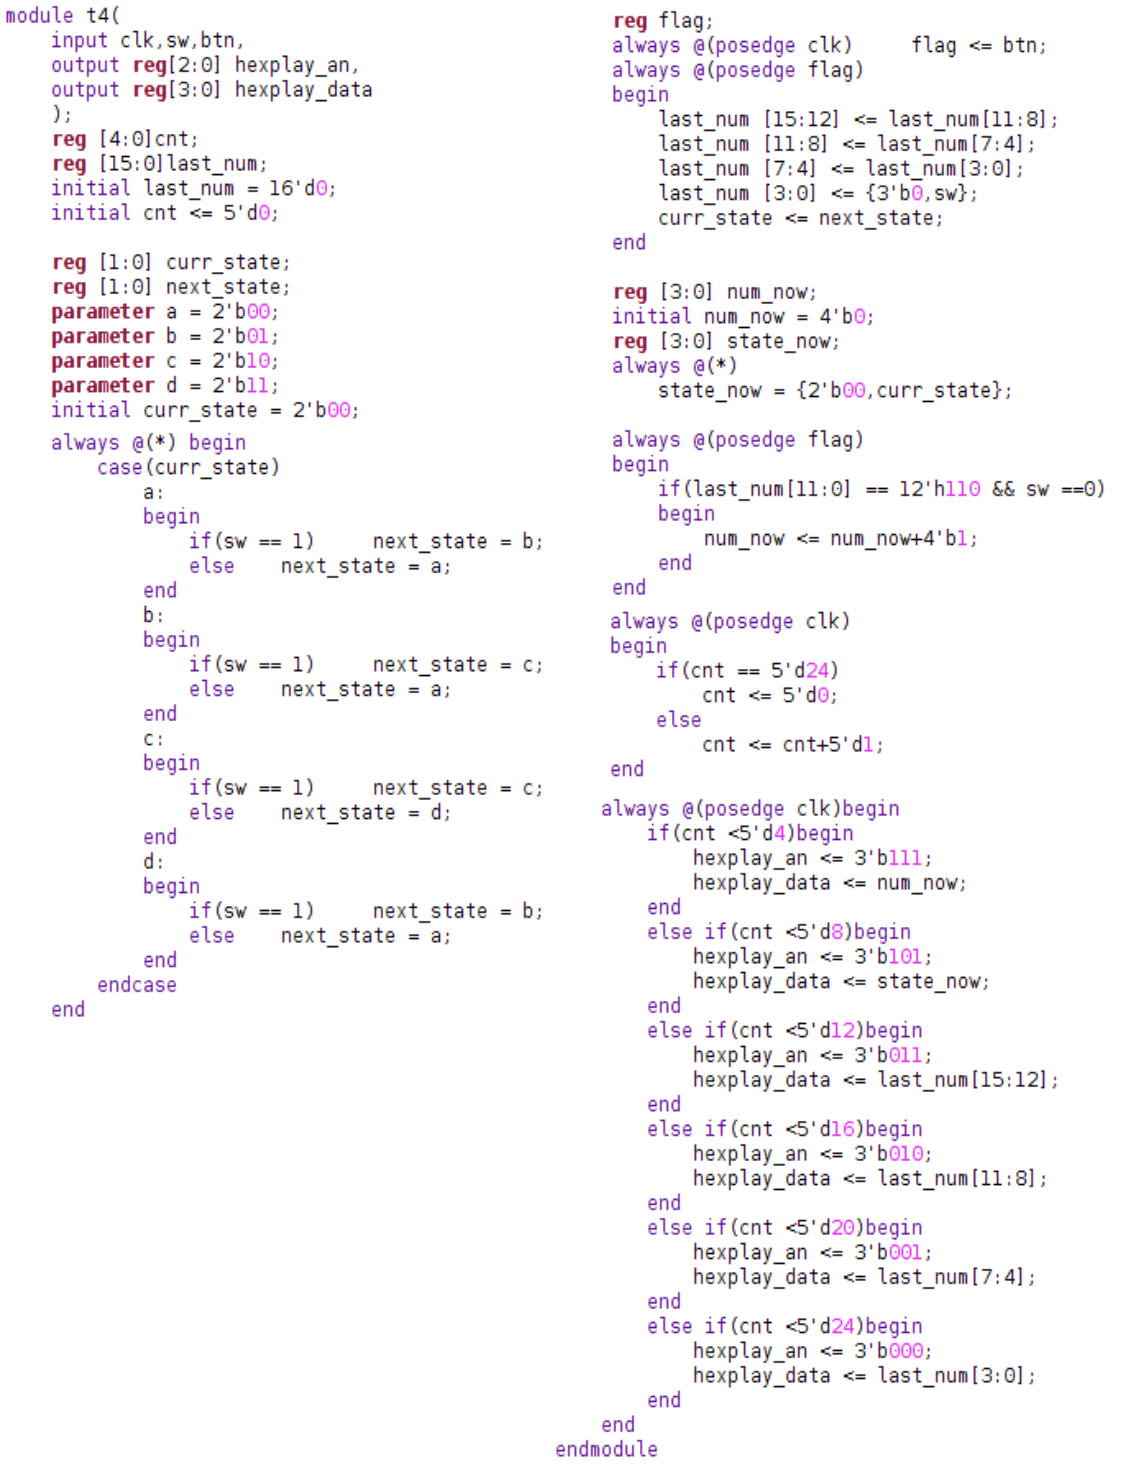 module t4(
    input clk,sw,btn,
    output reg[2:0] hexplay_an,
    output reg[3:0] hexplay_data
    );
    reg [4:0]cnt;
    reg [15:0]last_num;
    initial last_num = 16'd0;
    initial cnt <= 5'd0;

    reg [1:0] curr_state;
    reg [1:0] next_state;
    parameter a = 2'b00;
    parameter b = 2'b01;
    parameter c = 2'b10;
    parameter d = 2'b11;
    initial curr_state = 2'b00;
    always @(*) begin
        case(curr_state)
            a:
            begin
                if(sw == 1)     next_state = b;
                else    next_state = a;
            end
            b:
            begin
                if(sw == 1)     next_state = c;
                else    next_state = a;
            end
            c:
            begin
                if(sw == 1)     next_state = c;
                else    next_state = d;
            end
            d:
            begin
                if(sw == 1)     next_state = b;
                else    next_state = a;
            end
        endcase
    end
    reg flag;
    always @(posedge clk)     flag <= btn;
    always @(posedge flag)
    begin
        last_num [15:12] <= last_num[11:8];
        last_num [11:8] <= last_num[7:4];
        last_num [7:4] <= last_num[3:0];
        last_num [3:0] <= {3'b0,sw};
        curr_state <= next_state;
    end

    reg [3:0] num_now;
    initial num_now = 4'b0;
    reg [3:0] state_now;
    always @(*)
        state_now = {2'b00,curr_state};

    always @(posedge flag)
    begin
        if(last_num[11:0] == 12'h110 && sw ==0)
        begin
            num_now <= num_now+4'b1;
        end
    end
    always @(posedge clk)
    begin
        if(cnt == 5'd24)
            cnt <= 5'd0;
        else
            cnt <= cnt+5'd1;
    end
    always @(posedge clk)begin
        if(cnt <5'd4)begin
            hexplay_an <= 3'b111;
            hexplay_data <= num_now;
        end
        else if(cnt <5'd8)begin
            hexplay_an <= 3'b101;
            hexplay_data <= state_now;
        end
        else if(cnt <5'd12)begin
            hexplay_an <= 3'b011;
            hexplay_data <= last_num[15:12];
        end
        else if(cnt <5'd16)begin
            hexplay_an <= 3'b010;
            hexplay_data <= last_num[11:8];
        end
        else if(cnt <5'd20)begin
            hexplay_an <= 3'b001;
            hexplay_data <= last_num[7:4];
        end
        else if(cnt <5'd24)begin
            hexplay_an <= 3'b000;
            hexplay_data <= last_num[3:0];
        end
    end
endmodule